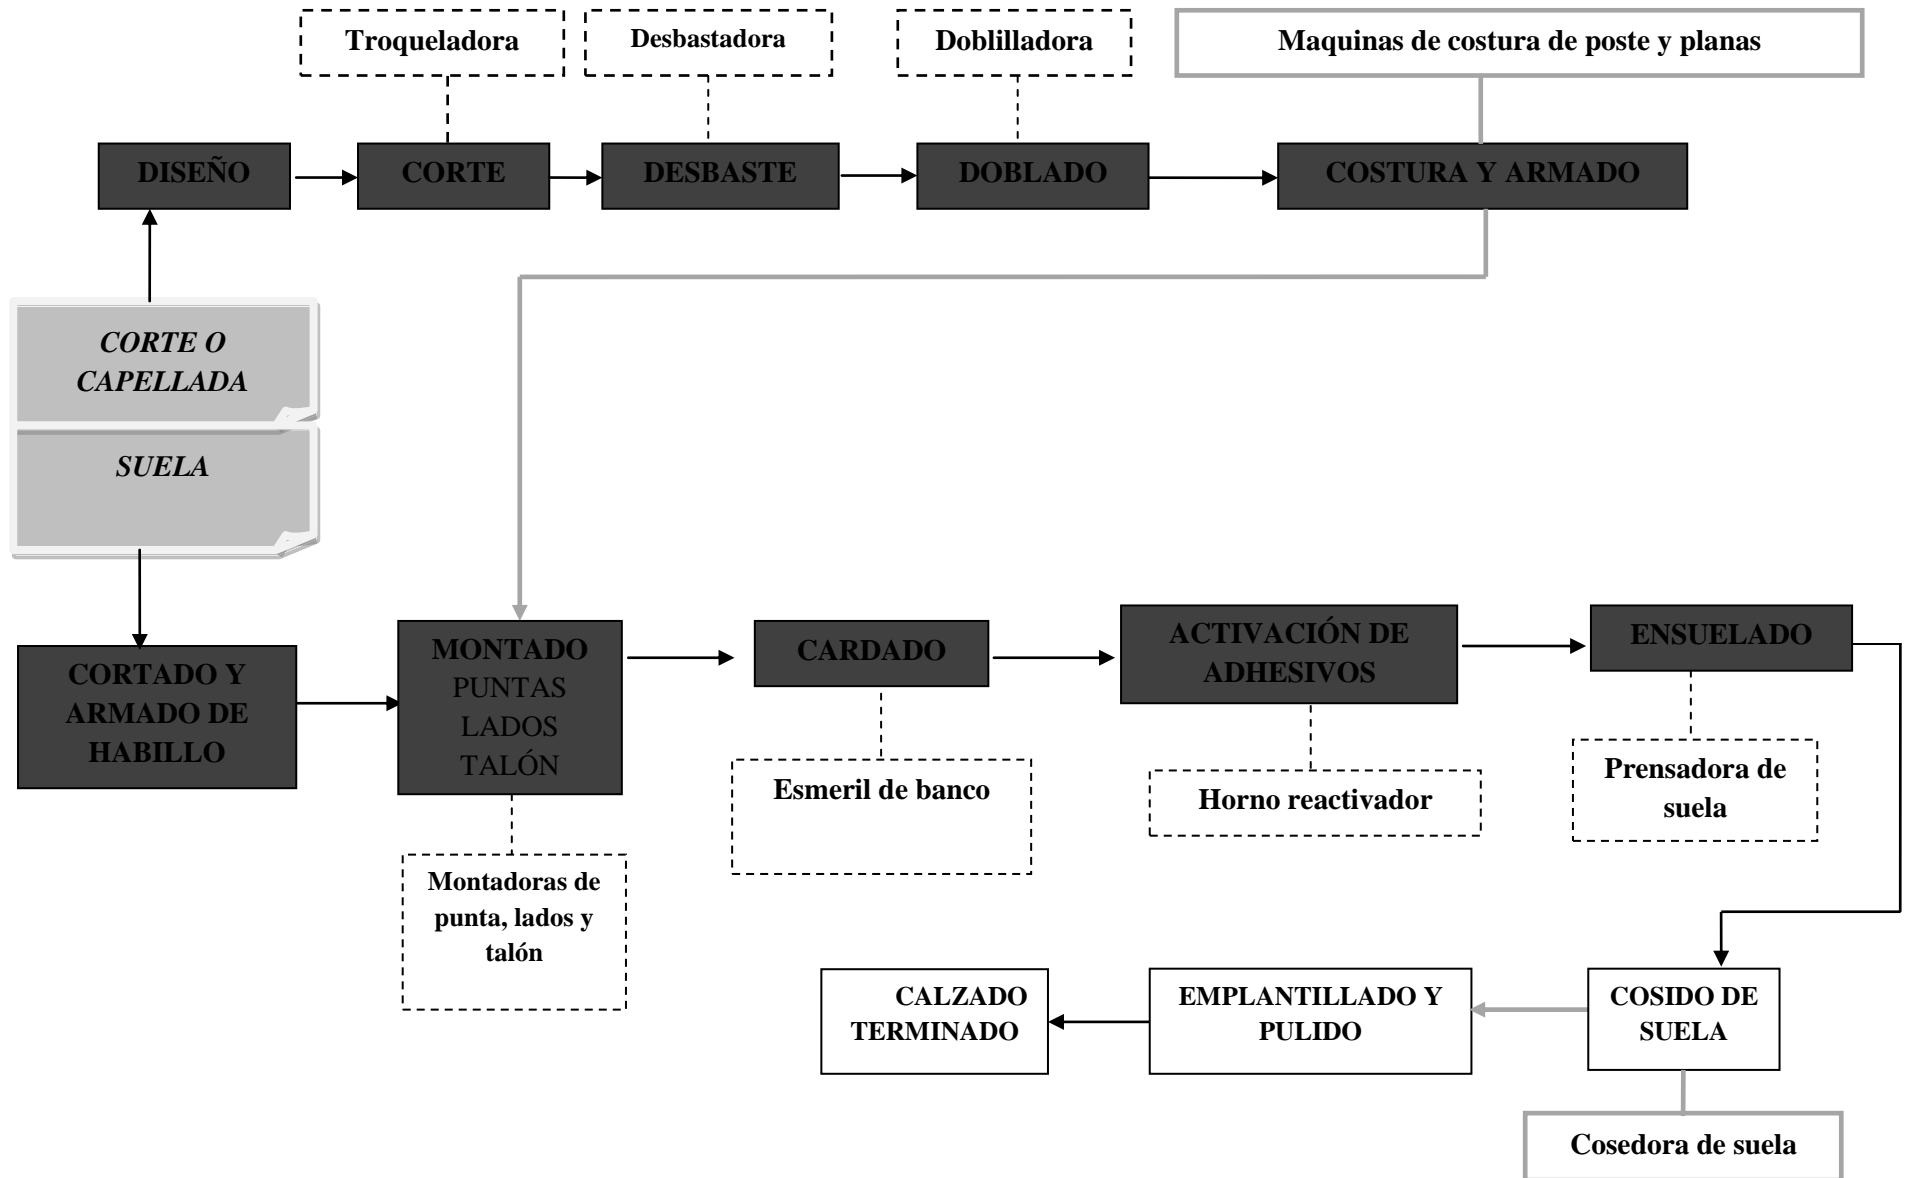 Troqueladora
Desbastadora
Doblilladora
Maquinas de costura de poste y planas
DISEÑO
CORTE
DESBASTE
DOBLADO
COSTURA Y ARMADO
CORTE O
CAPELLADA
SUELA
CORTADO Y
ARMADO DE
HABILLO
MONTADO
PUNTAS
LADOS
TALÓN
CARDADO
ACTIVACIÓN DE
ADHESIVOS
ENSUELADO
Montadoras de
punta, lados y
talón
Esmeril de banco
Horno reactivador
Prensadora de
suela
CALZADO
TERMINADO
EMPLANTILLADO Y
PULIDO
COSIDO DE
SUELA
Cosedora de suela